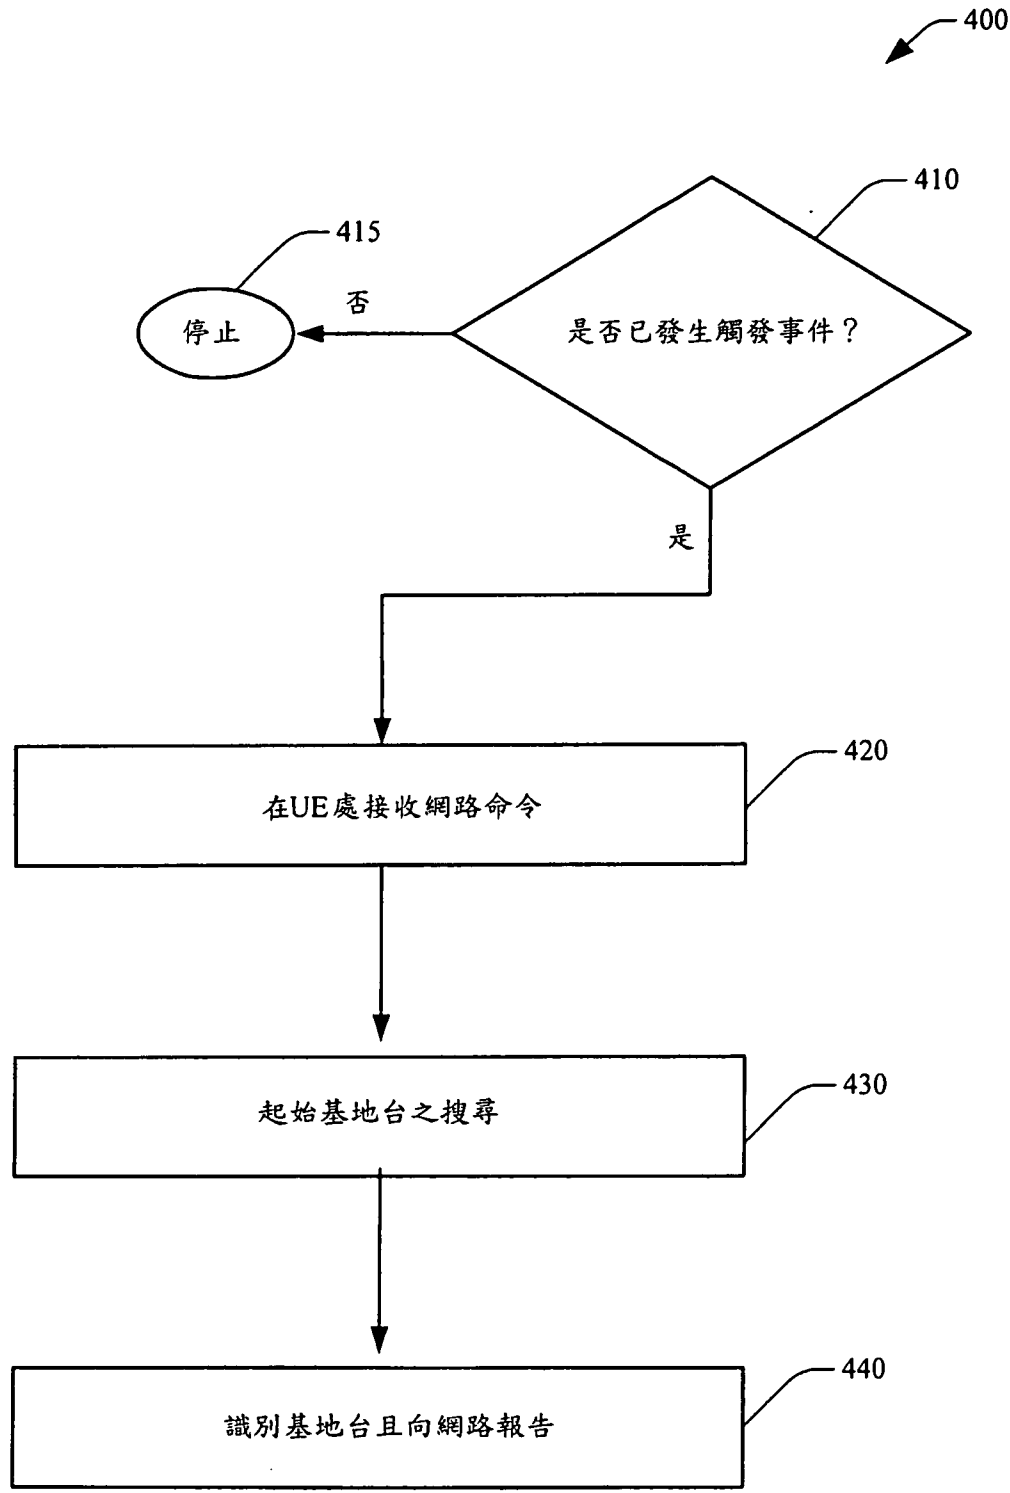 400
410
415
否
停止
是否已發生觸發事件？
是
420
在UE處接收網路命令
430
起始基地台之搜尋
440
識別基地台且向網路報告